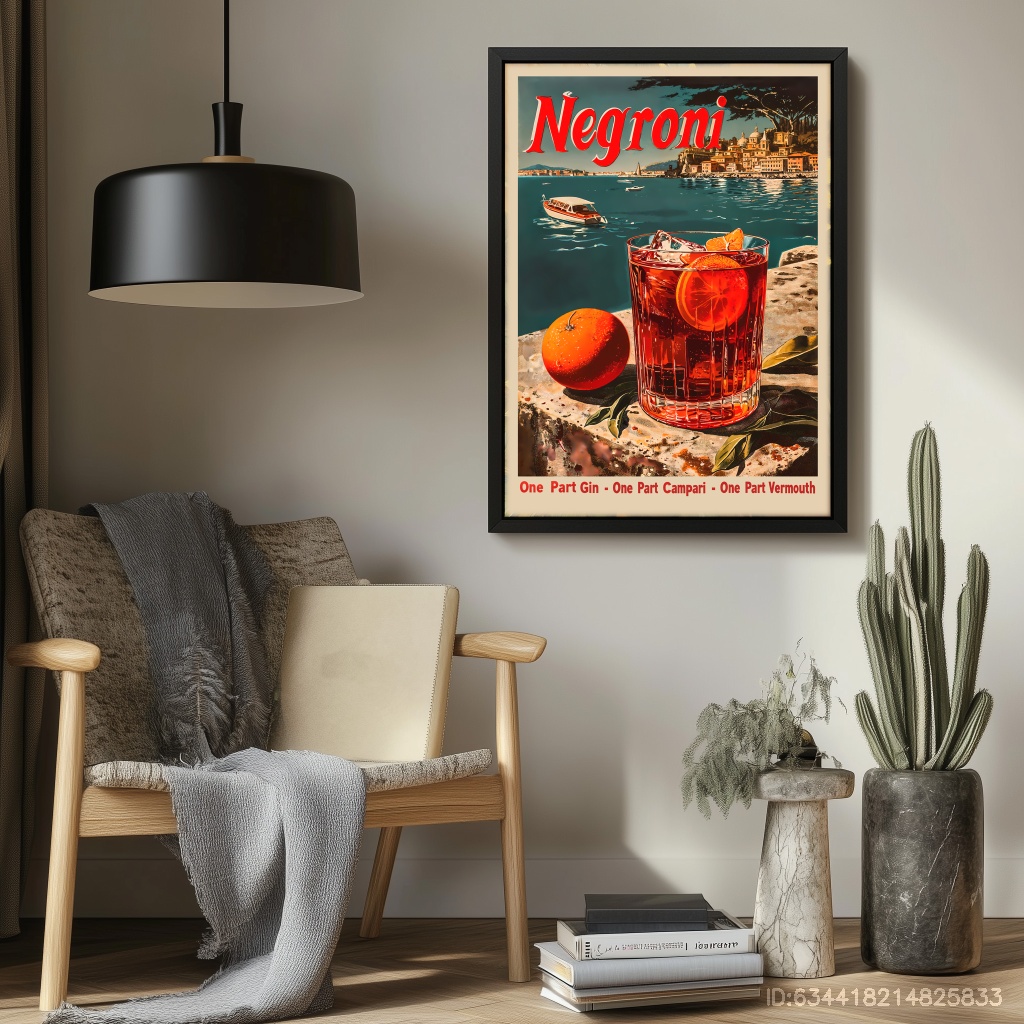 Negroni
One Part Gin - One Part Campari - One Part Vermouth
ID:634418214825833